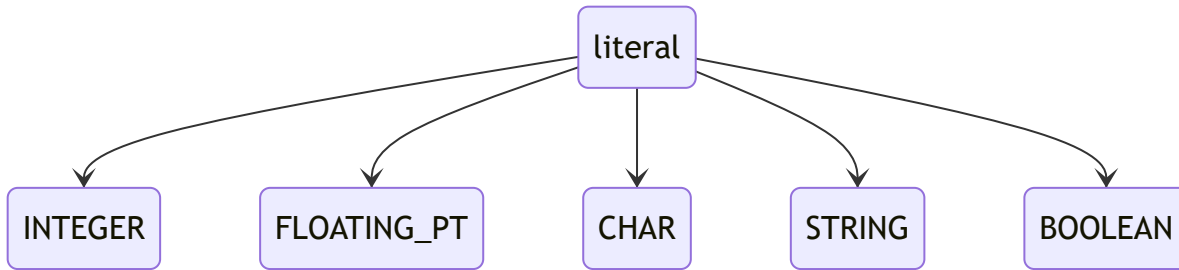 literal
INTEGER
FLOATING_PT
CHAR
STRING
BOOLEAN